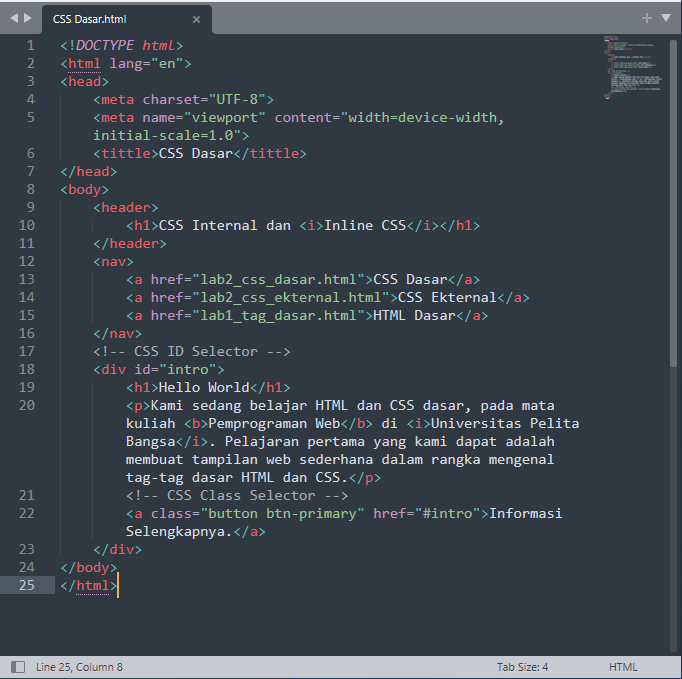 CSS Dasar.html
1 <!DOCTYPE html>
2 <html lang="en">
3 <head>
4 <meta charset="UTF-8">
5 <meta name="viewport" content="width=device-width,
initial-scale=1.0">
6 <tittle>CSS Dasar</tittle>
7 </head>
8 <body>
9 <header>
10 <h1>CSS Internal dan <i>Inline CSS</i></h1>
11 </header>
12 <nav>
13 <a href="lab2_css_dasar.html">CSS Dasar</a>
14 <a href="lab2_css_ekternal.html">CSS Ekternal</a>
15 <a href="lab1_tag_dasar.html">HTML Dasar</a>
16 </nav>
17 <!-- CSS ID Selector -->
18 <div id="intro">
19 <h1>Hello World</h1>
20 <p>Kami sedang belajar HTML dan CSS dasar, pada mata
kuliah <b>Pemprograman Web</b> di <i>Universitas Pelita
Bangsa</i>. Pelajaran pertama yang kami dapat adalah
membuat tampilan web sederhana dalam rangka mengenal
tag-tag dasar HTML dan CSS.</p>
21 <!-- CSS Class Selector -->
22 <a class="button btn-primary" href="#intro">Informasi
Selengkapnya.</a>
23 </div>
24 </body>
25 </html>
Line 25, Column 8 Tab Size: 4 HTML